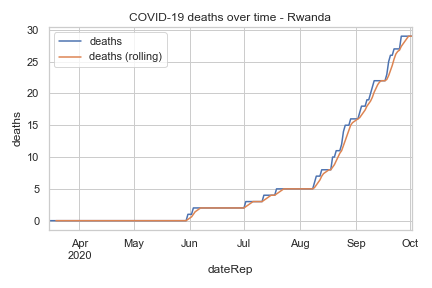 COVID-19 deaths over time - Rwanda
deaths
deaths (rolling)
deaths
30
25
20
15
10
5
0
Apr May Jun Jul Aug Sep Oct
2020
dateRep